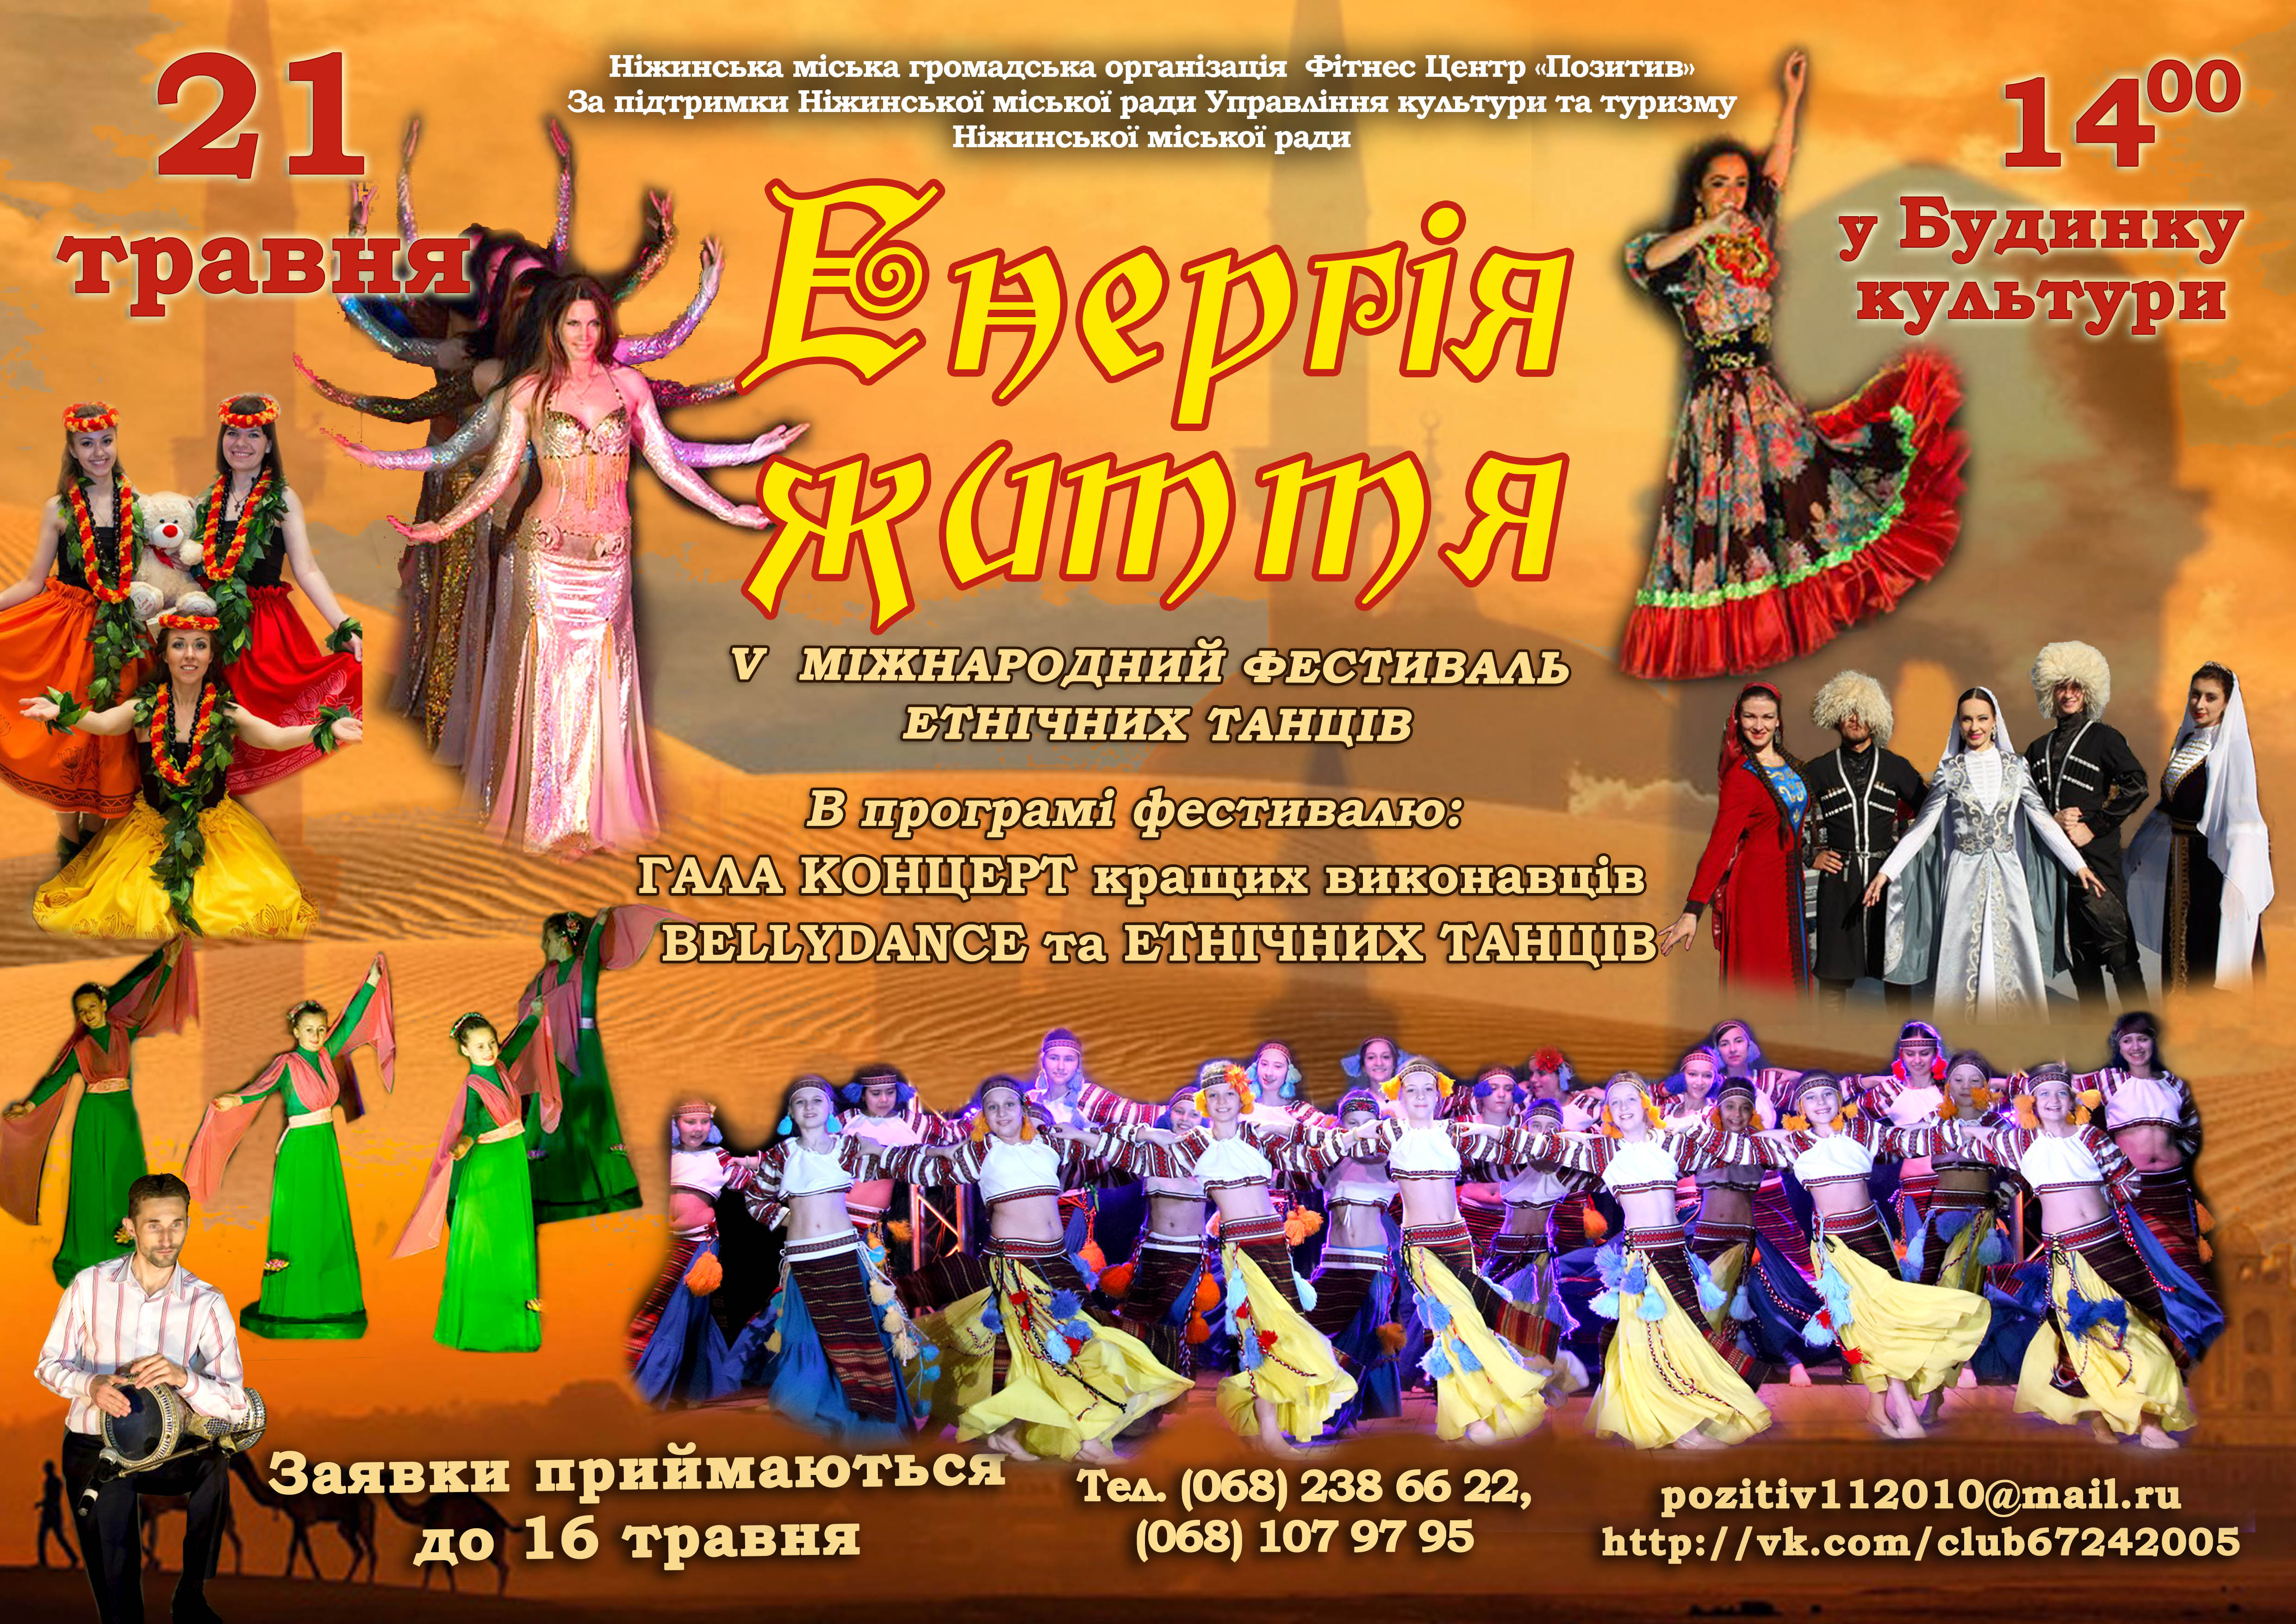 21
травня
Ніжинська міська громадська організація Фітнес Центр «Позитив»
За підтримки Ніжинської міської ради Управління культури та туризму
Ніжинської міської ради
14⁰⁰
у Будинку
культури
Енергія
життя
V МІЖНАРОДНИЙ ФЕСТИВАЛЬ
ЕТНІЧНИХ ТАНЦІВ
В програмі фестивалю:
ГАЛА КОНЦЕРТ кращих виконавців
BELLYDANCE та ЕТНІЧНИХ ТАНЦІВ
Заявки приймаються
до 16 травня
Тел. (068) 238 66 22,
(068) 107 97 95
pozitiv112010@mail.ru
http://vk.com/club67242005